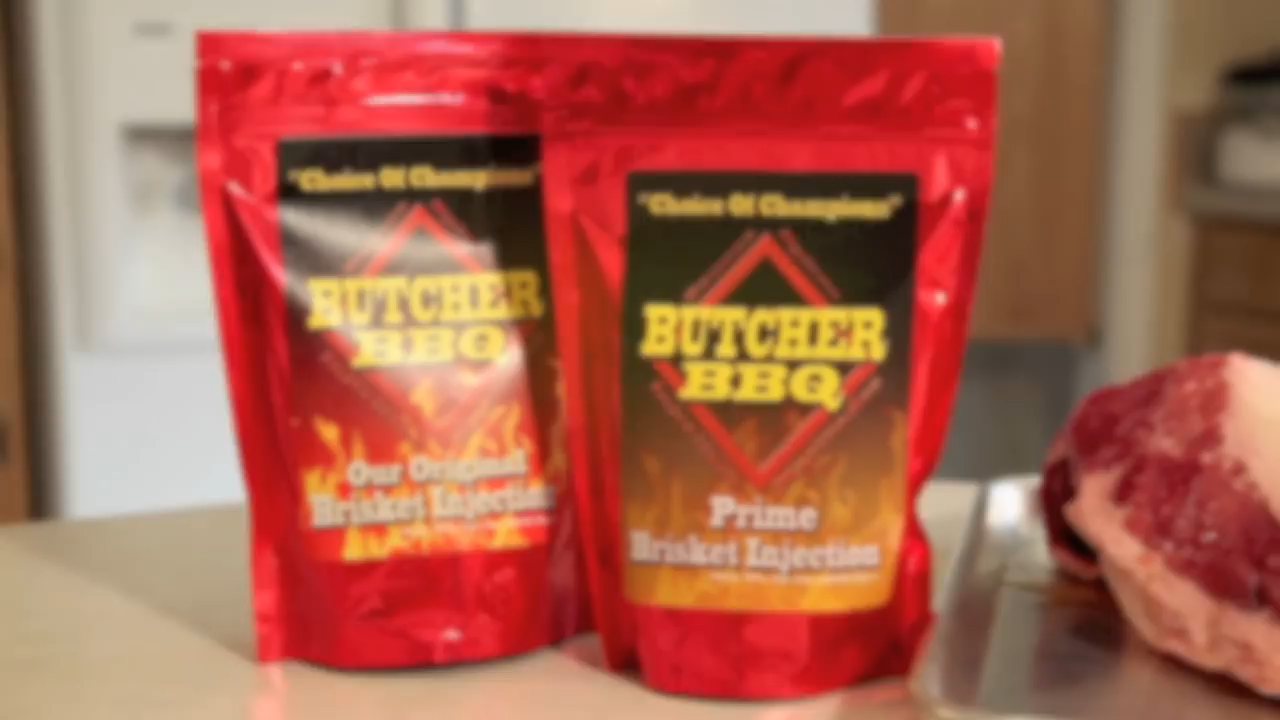 "Choice Of Champions"
BUTCHER
BBQ
Our Original
Brisket Injection
"Choice Of Champions"
BUTCHER
BBQ
Prime
Brisket Injection